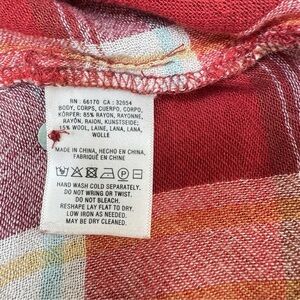 RN : 66170 CA : 32054
BODY, CORPS, CUERPO, CORPO,
KÖRPER: 85% RAYON, RAYONNE,
RAYÓN, RAION, KUNSTSEIDE;
15% WOOL, LAINE, LANA, LANA,
WOLLE
MADE IN CHINA, HECHO EN CHINA,
FABRIQUÉ EN CHINE
HAND WASH COLD SEPARATELY.
DO NOT WRING OR TWIST.
DO NOT BLEACH.
RESHAPE LAY FLAT TO DRY.
LOW IRON AS NEEDED.
MAY BE DRY CLEANED.